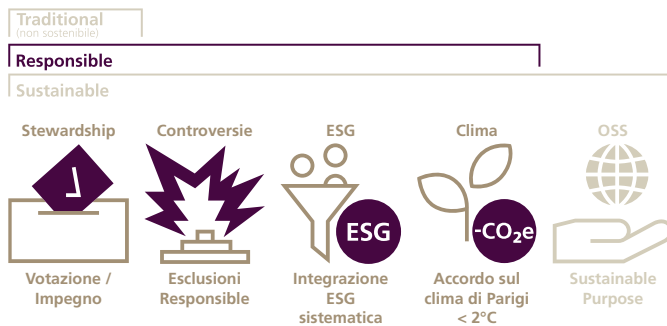 Traditional
(non sostenibile)
Responsible
Sustainable
Stewardship
Controversie
ESG
Clima
OSS
ESG
-CO₂e
Votazione /
Impegno
Esclusioni
Responsible
Integrazione
ESG
sistematica
Accordo sul
clima di Parigi
< 2°C
Sustainable
Purpose